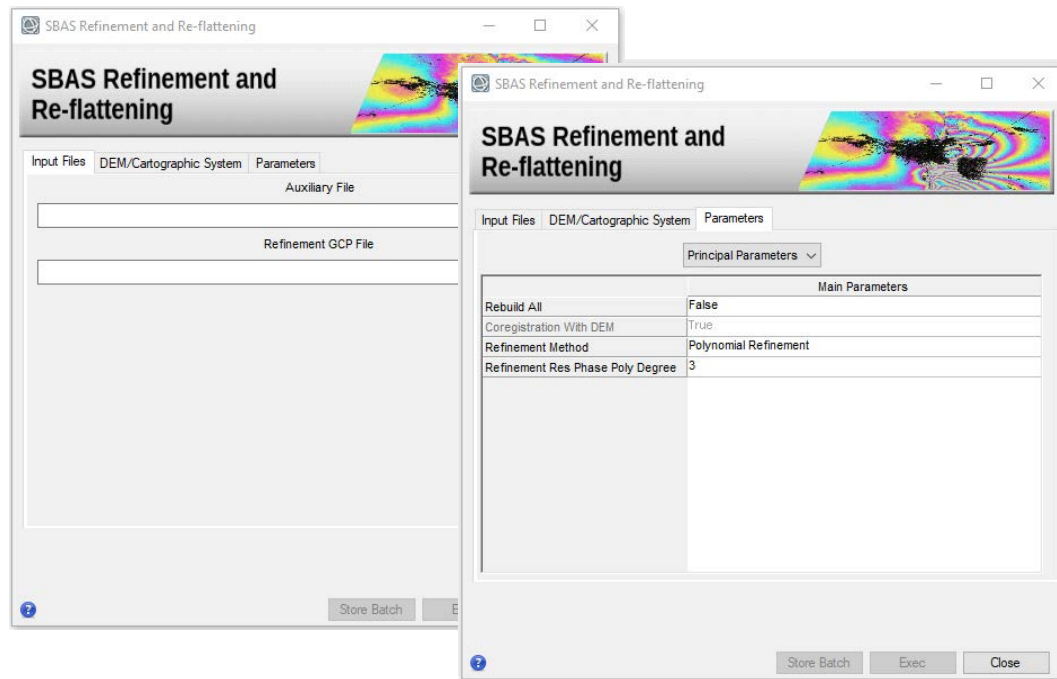 SBAS Refinement and Re-flattening
SBAS Refinement and
Re-flattening
Input Files DEM/Cartographic System Parameters
Auxiliary File
Refinement GCP File
Store Batch E
SBAS Refinement and Re-flattening
SBAS Refinement and
Re-flattening
Input Files DEM/Cartographic System Parameters
Principal Parameters
Main Parameters
Rebuild All False
Coregistration With DEM True
Refinement Method Polynomial Refinement
Refinement Res Phase Poly Degree 3
Store Batch Exec Close